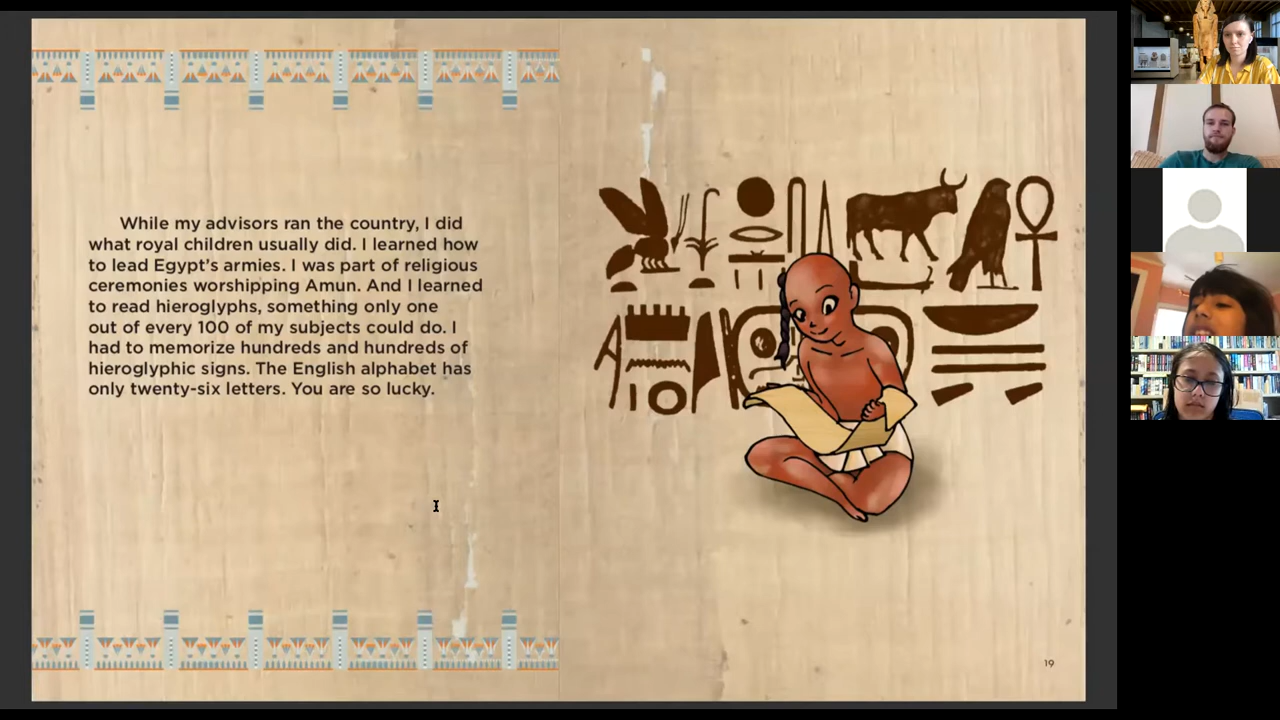 While my advisors ran the country, I did
what royal children usually did. I learned how
to lead Egypt's armies. I was part of religious
ceremonies worshipping Amun. And I learned
to read hieroglyphs, something only one
out of every 100 of my subjects could do. I
had to memorize hundreds and hundreds of
hieroglyphic signs. The English alphabet has
only twenty-six letters. You are so lucky.
19